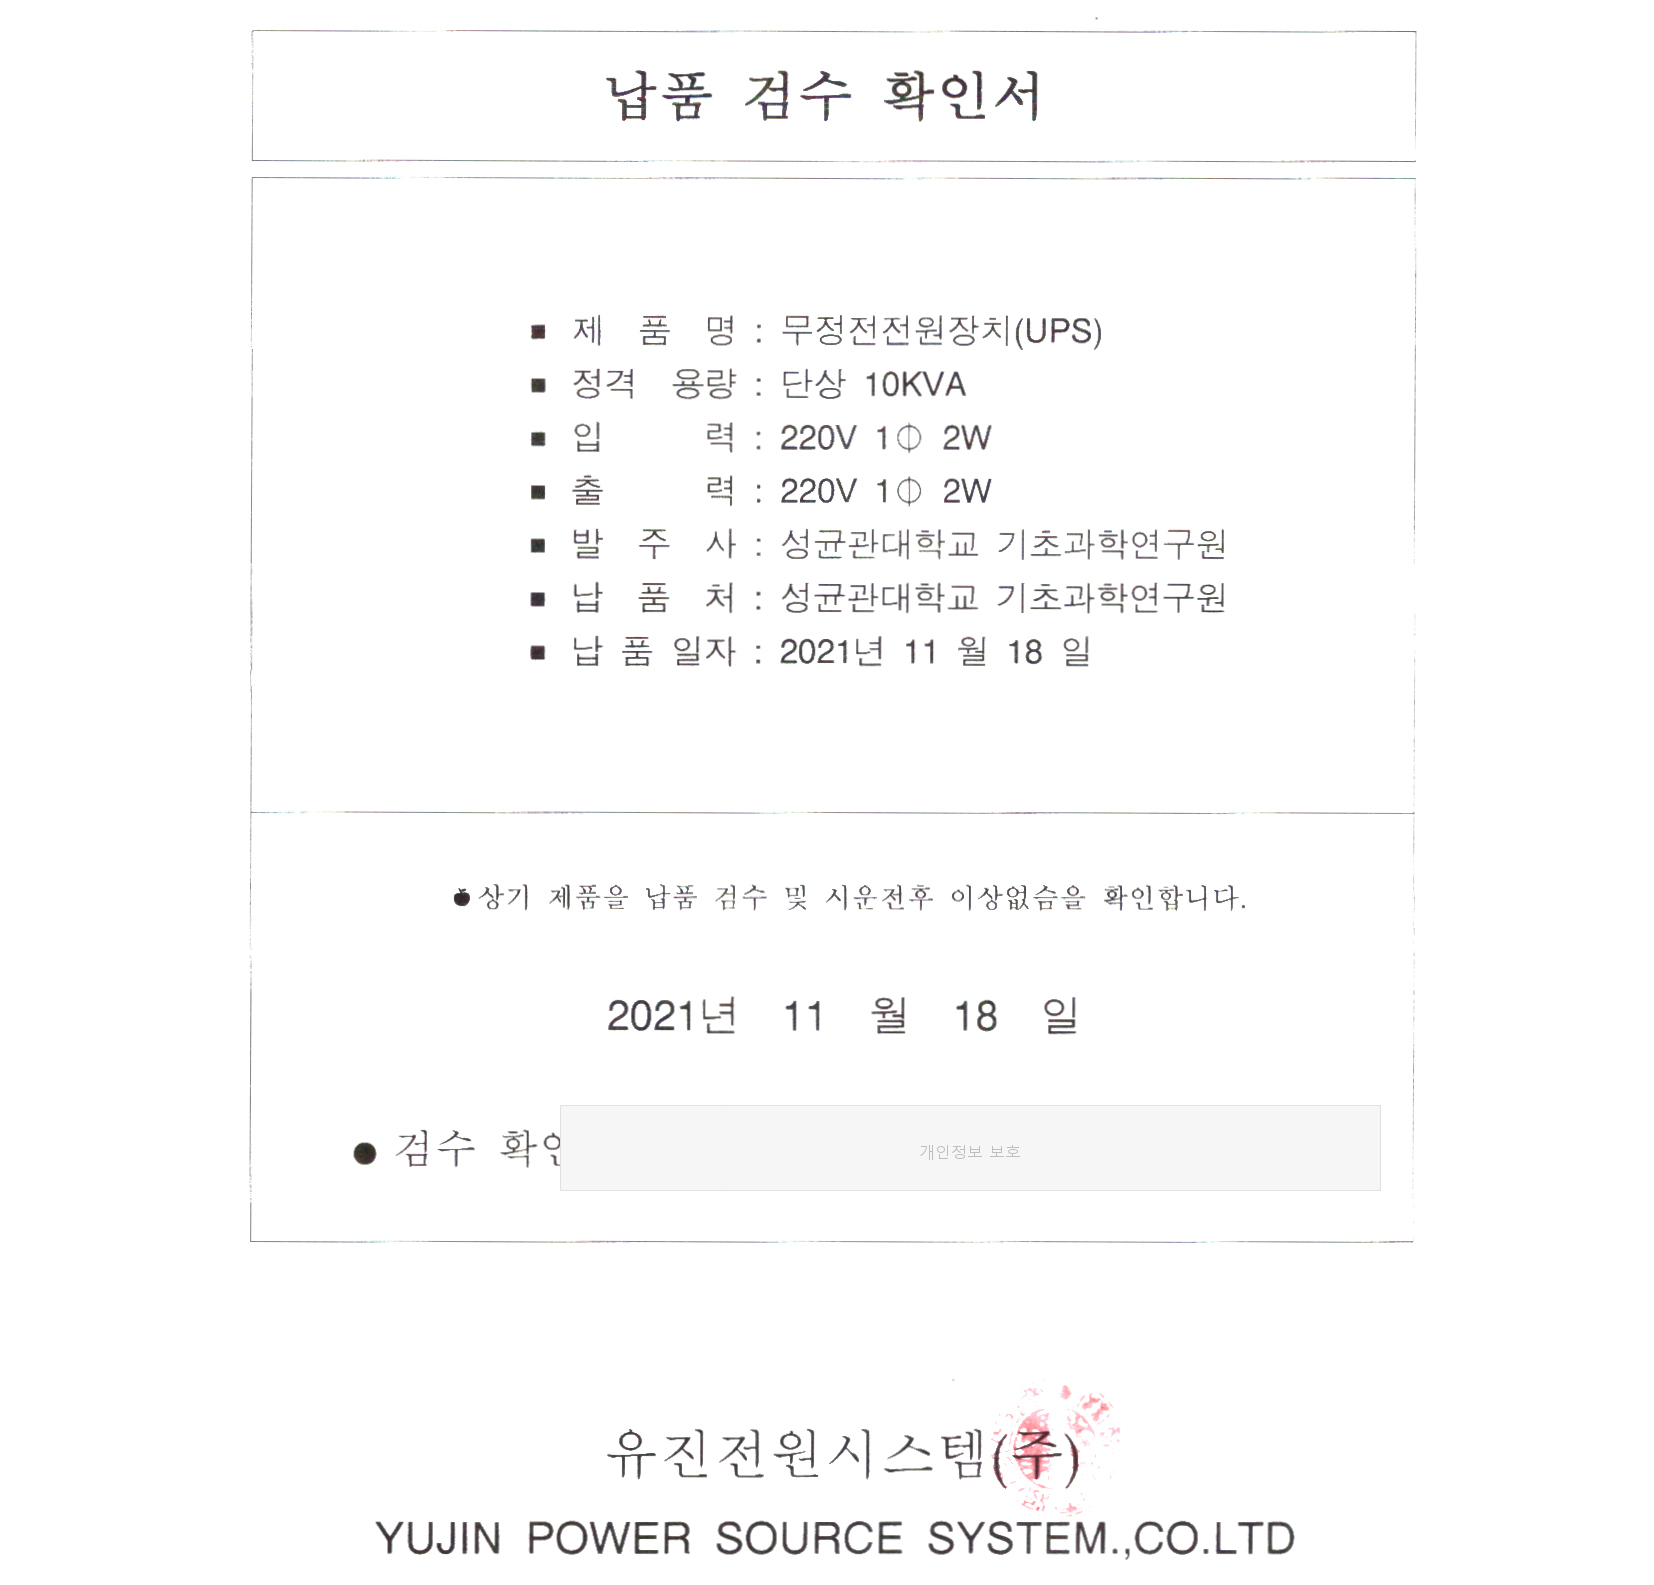 납품 검수 확인서
■ 제 품 명 : 무정전전원장치(UPS)
■ 정격 용량 : 단상 10KVA
■ 입 력 : 220V 1⏀ 2W
■ 출 력 : 220V 1⏀ 2W
■ 발 주 사 : 성균관대학교 기초과학연구원
■ 납 품 처 : 성균관대학교 기초과학연구원
■ 납 품 일자 : 2021년 11 월 18 일
상기 제품을 납품 검수 및 시운전후 이상없슴을 확인합니다.
2021년 11 월 18 일
● 검수 확인
개인정보 보호
유진전원시스템(주)
YUJIN POWER SOURCE SYSTEM.,CO.LTD